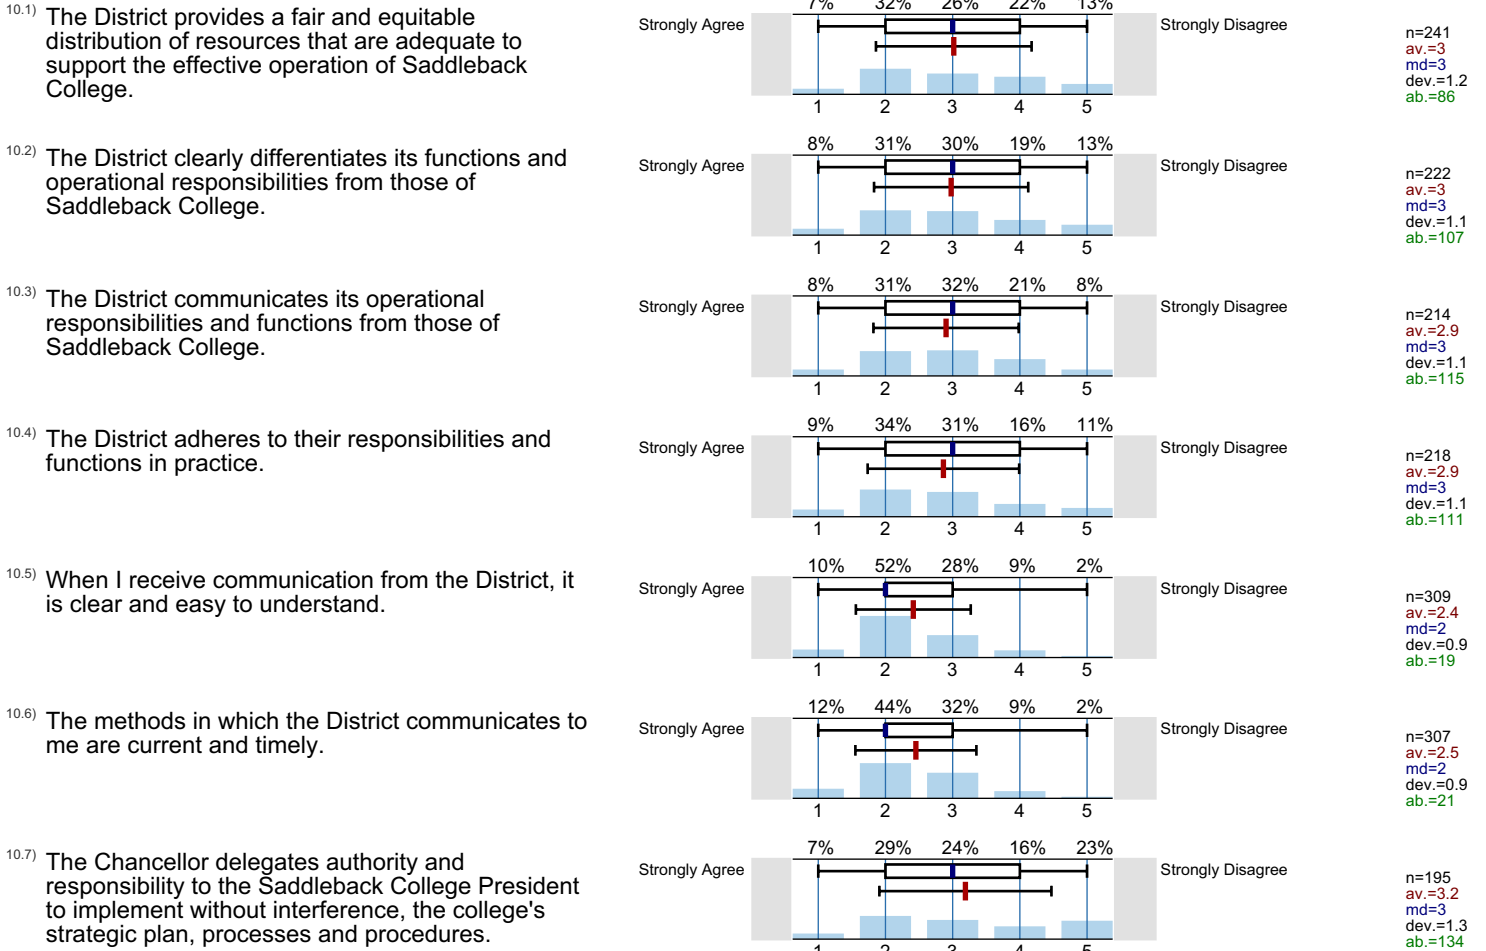 10.1) The District provides a fair and equitable
distribution of resources that are adequate to
support the effective operation of Saddleback
College.
7% 32% 26% 22% 13%
Strongly Agree Strongly Disagree
1 2 3 4 5
n=241
av.=3
md=3
dev.=1.2
ab.=86
10.2) The District clearly differentiates its functions and
operational responsibilities from those of
Saddleback College.
8% 31% 30% 19% 13%
Strongly Agree Strongly Disagree
1 2 3 4 5
n=222
av.=3
md=3
dev.=1.1
ab.=107
10.3) The District communicates its operational
responsibilities and functions from those of
Saddleback College.
8% 31% 32% 21% 8%
Strongly Agree Strongly Disagree
1 2 3 4 5
n=214
av.=2.9
md=3
dev.=1.1
ab.=115
10.4) The District adheres to their responsibilities and
functions in practice.
9% 34% 31% 16% 11%
Strongly Agree Strongly Disagree
1 2 3 4 5
n=218
av.=2.9
md=3
dev.=1.1
ab.=111
10.5) When I receive communication from the District, it
is clear and easy to understand.
10% 52% 28% 9% 2%
Strongly Agree Strongly Disagree
1 2 3 4 5
n=309
av.=2.4
md=2
dev.=0.9
ab.=19
10.6) The methods in which the District communicates to
me are current and timely.
12% 44% 32% 9% 2%
Strongly Agree Strongly Disagree
1 2 3 4 5
n=307
av.=2.5
md=2
dev.=0.9
ab.=21
10.7) The Chancellor delegates authority and
responsibility to the Saddleback College President
to implement without interference, the college's
strategic plan, processes and procedures.
7% 29% 24% 16% 23%
Strongly Agree Strongly Disagree
1 2 3 4 5
n=195
av.=3.2
md=3
dev.=1.3
ab.=134